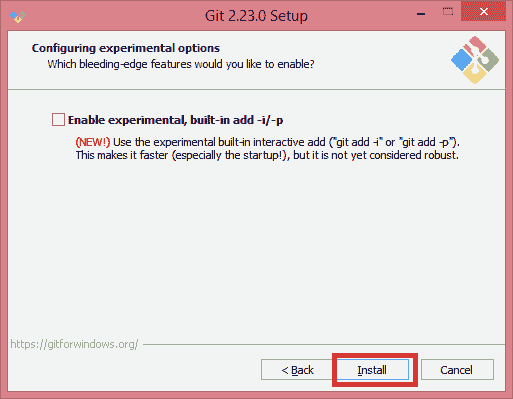 Git 2.23.0 Setup
Configuring experimental options
Which bleeding-edge features would you like to enable?
Enable experimental, built-in add -i/-p
(NEW!) Use the experimental built-in interactive add ("git add -i" or "git add -p").
This makes it faster (especially the startup!), but it is not yet considered robust.
https://gitforwindows.org/
< Back Install Cancel